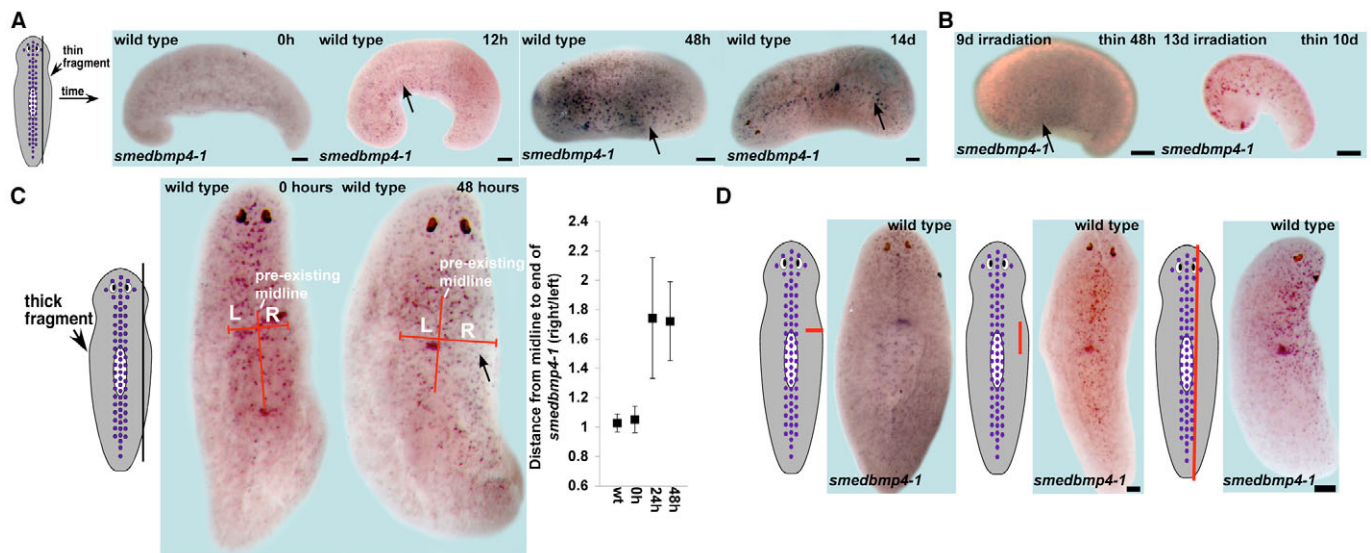 A
thin
fragment
time
wild type 0h
smedbmp4-1
wild type 12h
smedbmp4-1
wild type 48h
smedbmp4-1
wild type 14d
smedbmp4-1
B
9d irradiation thin 48h
smedbmp4-1
13d irradiation thin 10d
smedbmp4-1
C
thick
fragment
wild type 0 hours
pre-existing
midline
L R
wild type 48 hours
pre-existing
midline
L R
Distance from midline to end of
smedbmp4-1 (right/left)
2.4
2.2
2
1.8
1.6
1.4
1.2
1
0.8
0.6
wt
0h
24h
48h
D
wild type
smedbmp4-1
wild type
smedbmp4-1
wild type
smedbmp4-1